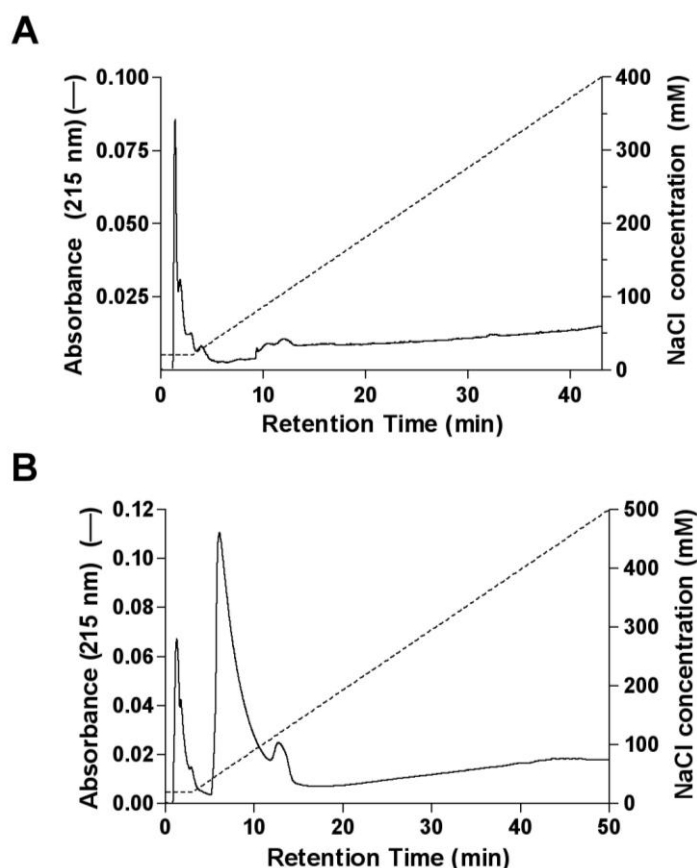 A
Absorbance (215 nm) (—)
0.100
0.075
0.050
0.025
400
300
200
100
0
NaCl concentration (mM)
0 10 20 30 40
Retention Time (min)
B
Absorbance (215 nm) (—)
0.12
0.10
0.08
0.06
0.04
0.02
0.00
500
400
300
200
100
0
NaCl concentration (mM)
0 10 20 30 40 50
Retention Time (min)